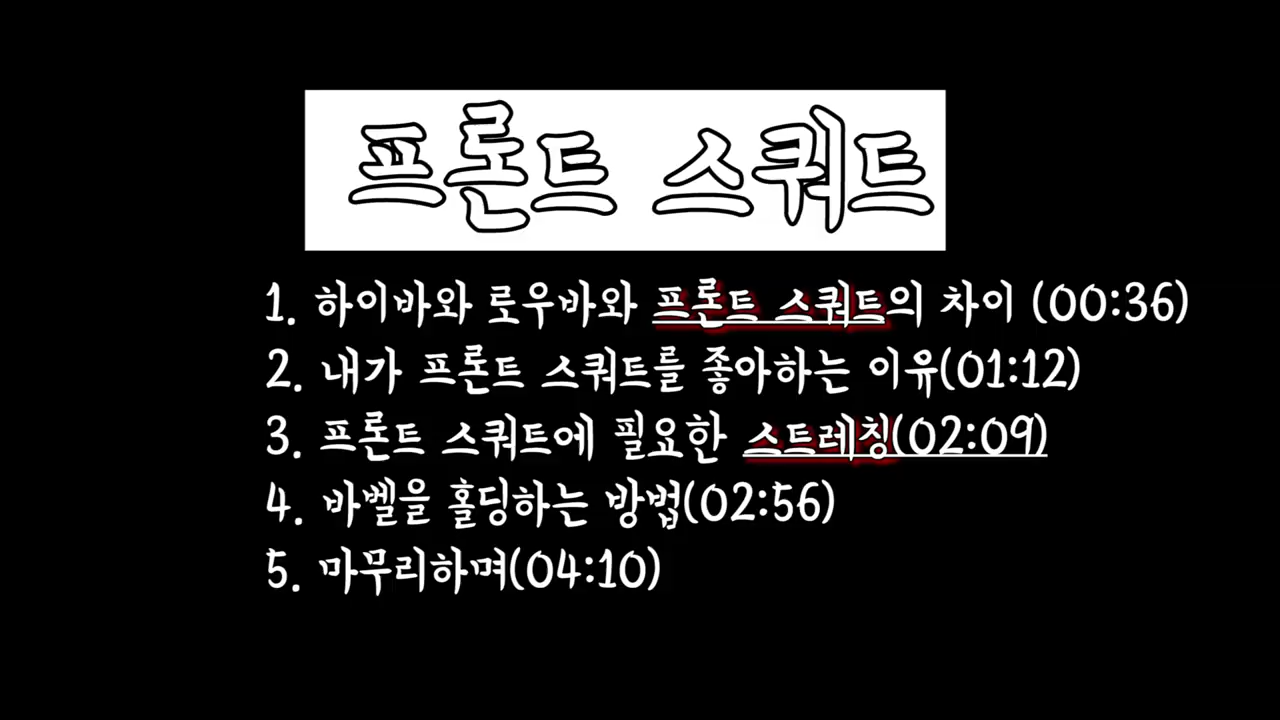 프론트 스쿼트
1. 하이바와 로우바와 프론트 스쿼트의 차이 (00:36)
2. 내가 프론트 스쿼트를 좋아하는 이유(01:12)
3. 프론트 스쿼트에 필요한 스트레칭(02:09)
4. 바벨을 홀딩하는 방법(02:56)
5. 마무리하며(04:10)